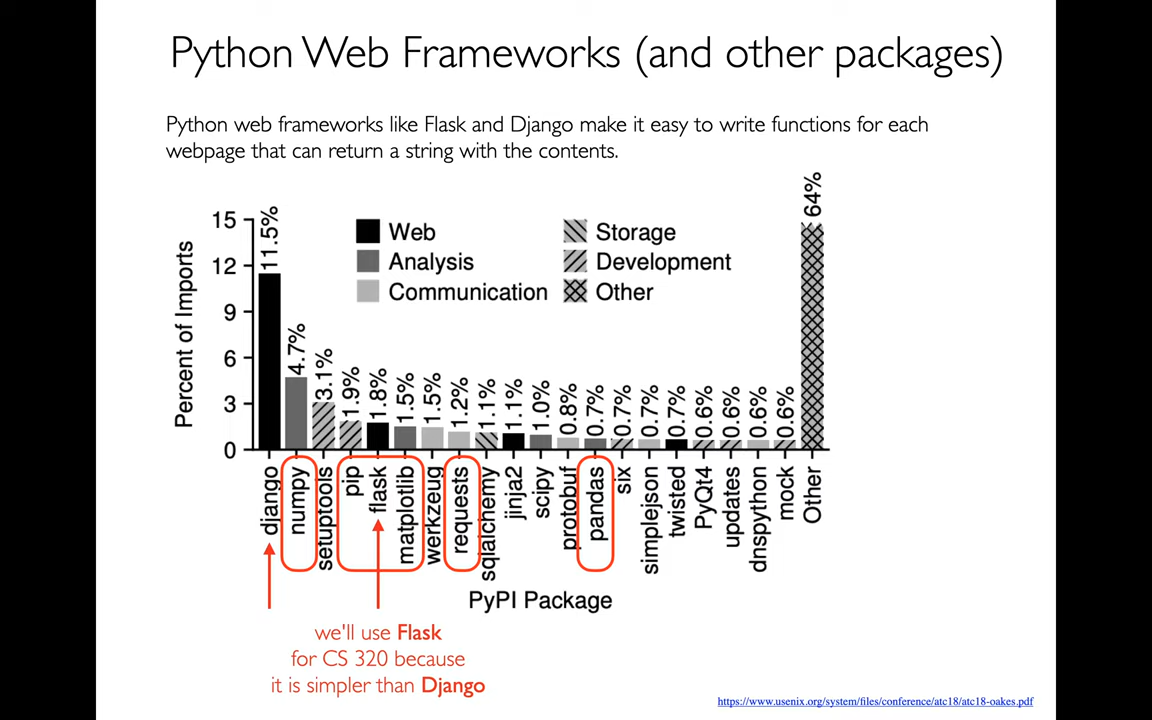 Python Web Frameworks (and other packages)
Python web frameworks like Flask and Django make it easy to write functions for each
webpage that can return a string with the contents.
Percent of Imports
15
12
9
6
3
0
Web
Analysis
Communication
Storage
Development
Other
11.5%
4.7%
3.1%
1.9%
1.8%
1.5%
1.5%
1.2%
1.1%
1.1%
1.0%
0.8%
0.7%
0.7%
0.7%
0.7%
0.6%
0.6%
0.6%
0.6%
64%
django
numpy
setuptools
pip
flask
matplotlib
werkzeug
requests
sqlalchemy
jinja2
scipy
protobuf
pandas
six
simplejson
twisted
PyQt4
updates
dnspython
mock
Other
PyPI Package
we'll use Flask
for CS 320 because
it is simpler than Django
https://www.usenix.org/system/files/conference/atc18/atc18-oakes.pdf